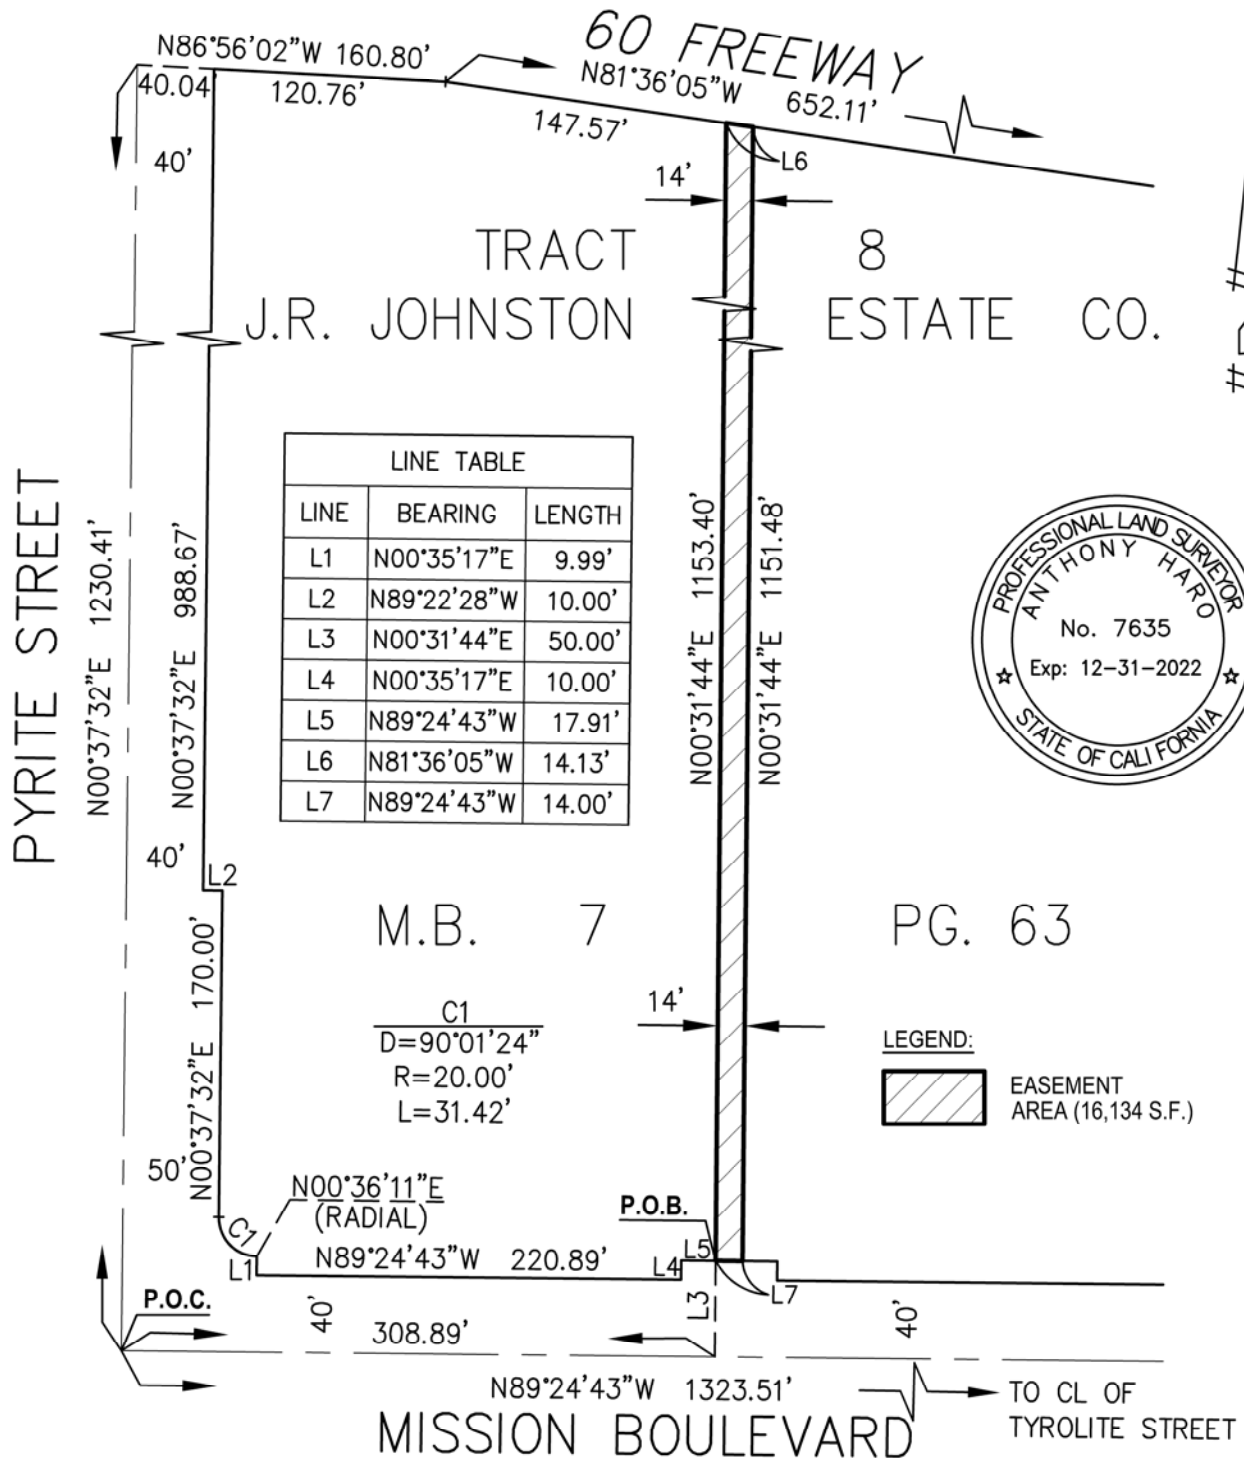 60 FREEWAY
N86°56'02"W 160.80'
N81°36'05"W 652.11'
40.04
120.76'
147.57'
40'
L6
14'
TRACT 8
J.R. JOHNSTON ESTATE CO.
LINE TABLE
LINE BEARING LENGTH
L1 N00°35'17"E 9.99'
L2 N89°22'28"W 10.00'
L3 N00°31'44"E 50.00'
L4 N00°35'17"E 10.00'
L5 N89°24'43"W 17.91'
L6 N81°36'05"W 14.13'
L7 N89°24'43"W 14.00'
PYRITE STREET
N00°37'32"E 1230.41'
N00°37'32"E 988.67'
N00°31'44"E 1153.40'
N00°31'44"E 1151.48'
PROFESSIONAL LAND SURVEYOR
ANTHONY HARO
No. 7635
Exp: 12-31-2022
STATE OF CALIFORNIA
40'
L2
M.B. 7 PG. 63
N00°37'32"E 170.00'
C1
D=90°01'24"
R=20.00'
L=31.42'
14'
LEGEND:
EASEMENT
AREA (16,134 S.F.)
50'
N00°36'11"E
(RADIAL)
C1
P.O.B.
L1
N89°24'43"W 220.89'
L4
L5
L3
L7
P.O.C.
40'
308.89'
40'
N89°24'43"W 1323.51'
TO CL OF
TYROLITE STREET
MISSION BOULEVARD